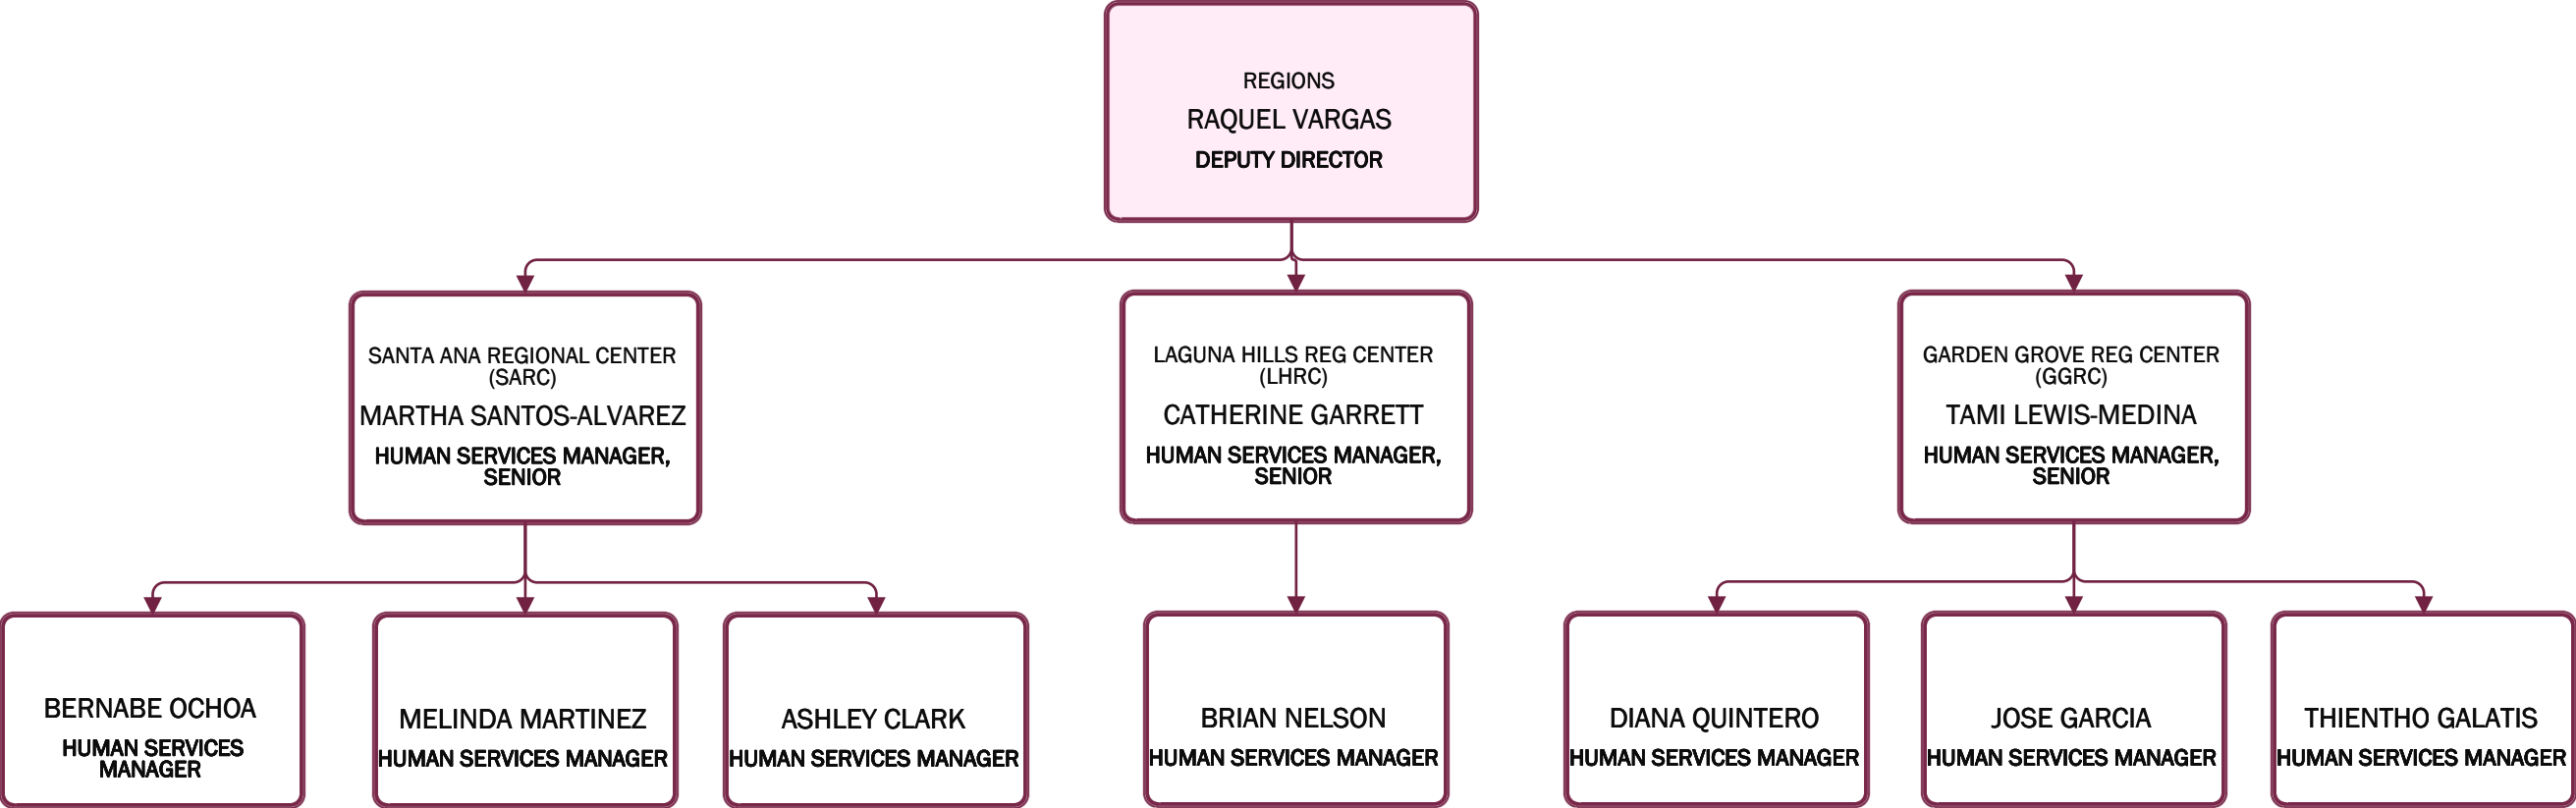 REGIONS
RAQUEL VARGAS
DEPUTY DIRECTOR
SANTA ANA REGIONAL CENTER
(SARC)
MARTHA SANTOS-ALVAREZ
HUMAN SERVICES MANAGER,
SENIOR
LAGUNA HILLS REG CENTER
(LHRC)
CATHERINE GARRETT
HUMAN SERVICES MANAGER,
SENIOR
GARDEN GROVE REG CENTER
(GGRC)
TAMI LEWIS-MEDINA
HUMAN SERVICES MANAGER,
SENIOR
BERNABE OCHOA
HUMAN SERVICES
MANAGER
MELINDA MARTINEZ
HUMAN SERVICES MANAGER
ASHLEY CLARK
HUMAN SERVICES MANAGER
BRIAN NELSON
HUMAN SERVICES MANAGER
DIANA QUINTERO
HUMAN SERVICES MANAGER
JOSE GARCIA
HUMAN SERVICES MANAGER
THIENTHO GALATIS
HUMAN SERVICES MANAGER